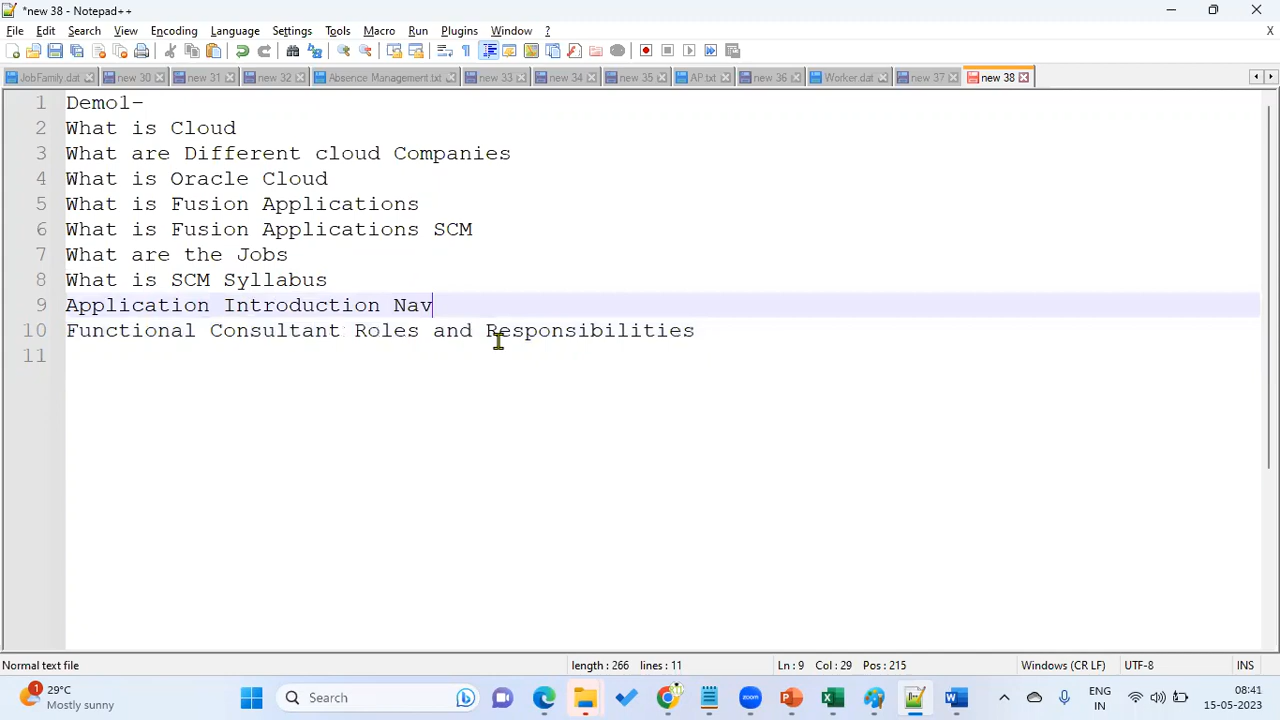 *new 38 - Notepad++
File Edit Search View Encoding Language Settings Tools Macro Run Plugins Window ?
X
JobFamily.dat new 30 new 31 new 32 Absence Management.txt new 33 new 34 new 35 AP.txt new 36 Worker.dat new 37 new 38
1 Demo1-
2 What is Cloud
3 What are Different cloud Companies
4 What is Oracle Cloud
5 What is Fusion Applications
6 What is Fusion Applications SCM
7 What are the Jobs
8 What is SCM Syllabus
9 Application Introduction Nav
10 Functional Consultant Roles and Responsibilities
11
Normal text file length : 266 lines : 11 Ln : 9 Col : 29 Pos : 215 Windows (CR LF) UTF-8 INS
1 29°C
Mostly sunny
Search
zoom
ENG
IN
08:41
15-05-2023